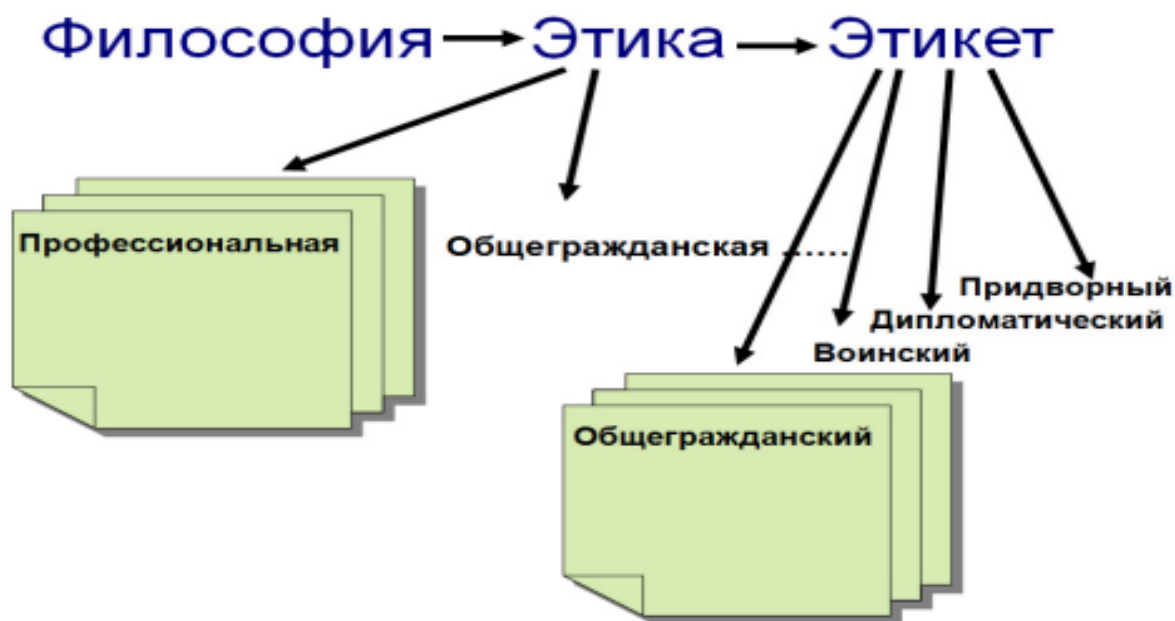 Философия Этика Этикет
Профессиональная
Общегражданская ......
Придворный
Дипломатический
Воинский
Общегражданский